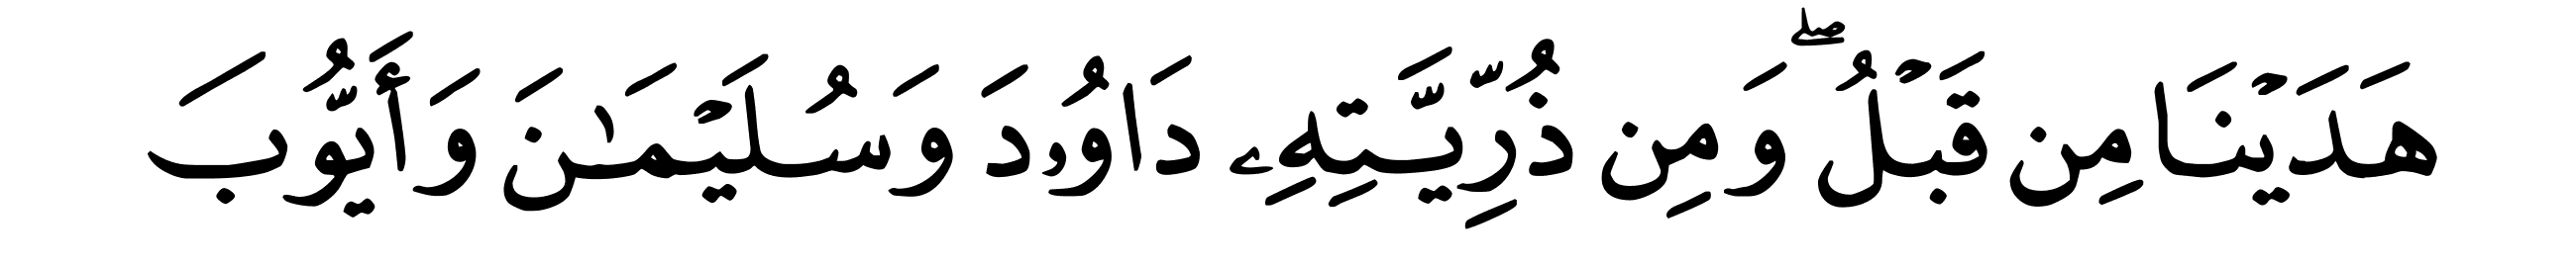 هَدَيۡنَا مِن قَبۡلُۖ وَمِن ذُرِّيَّتِهِۦ دَاوُۥدَ وَسُلَيۡمَٰنَ وَأَيُّوبَ